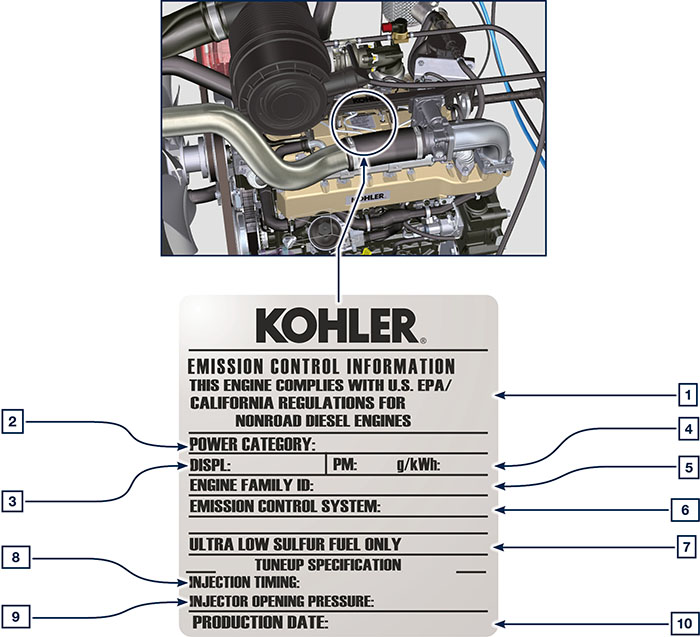 KOHLER
KOHLER®
EMISSION CONTROL INFORMATION
THIS ENGINE COMPLIES WITH U.S. EPA/
CALIFORNIA REGULATIONS FOR
NONROAD DIESEL ENGINES
1
2
POWER CATEGORY:
DISPL: PM: g/kWh:
3
4
ENGINE FAMILY ID:
5
EMISSION CONTROL SYSTEM:
6
ULTRA LOW SULFUR FUEL ONLY
7
TUNEUP SPECIFICATION
8
INJECTION TIMING:
9
INJECTOR OPENING PRESSURE:
PRODUCTION DATE:
10